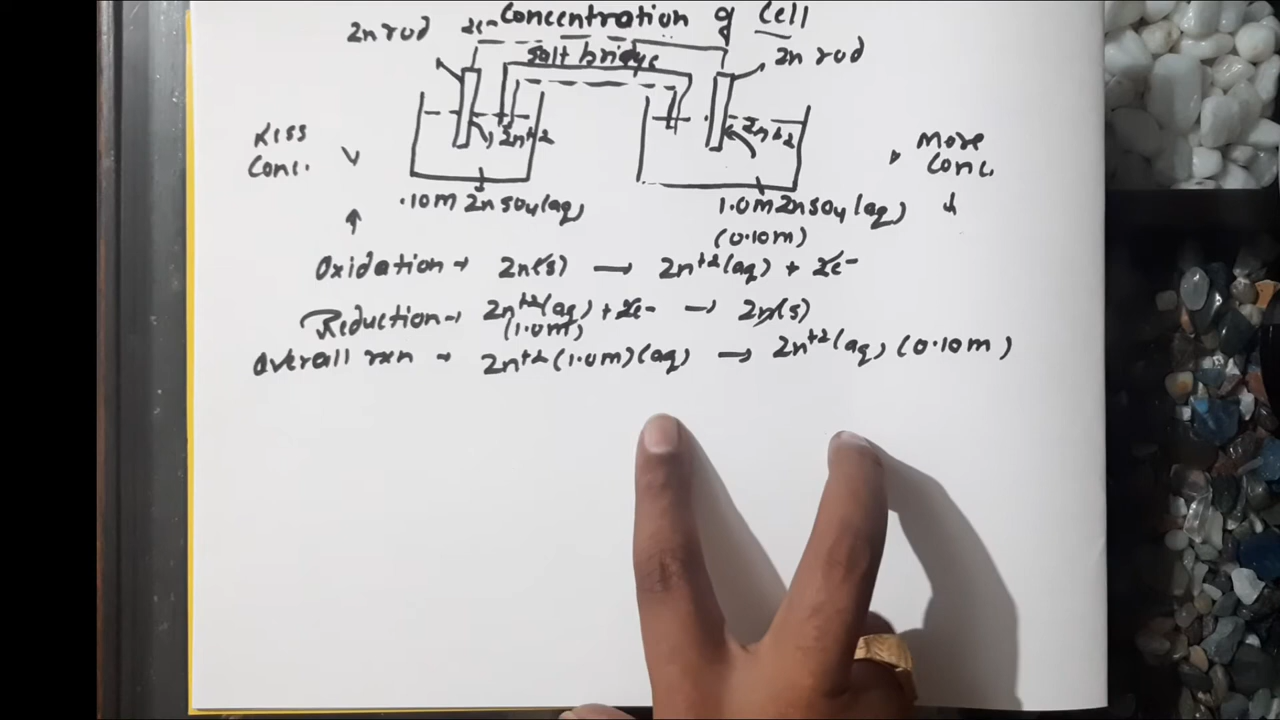 Concentration of Cell
Zn rod 2e- Zn rod
salt bridge
Less Conc. Zn+2 Zn+2 More Conc.
.10m ZnSO4(aq) 1.0m ZnSO4(aq)
(0.10m)
Oxidation → Zn(s) → Zn+2(aq) + 2e-
Reduction → Zn+2(aq) + 2e- → Zn(s)
(1.0m)
Overall rxn → Zn+2(1.0m)(aq) → Zn+2(aq) (0.10m)